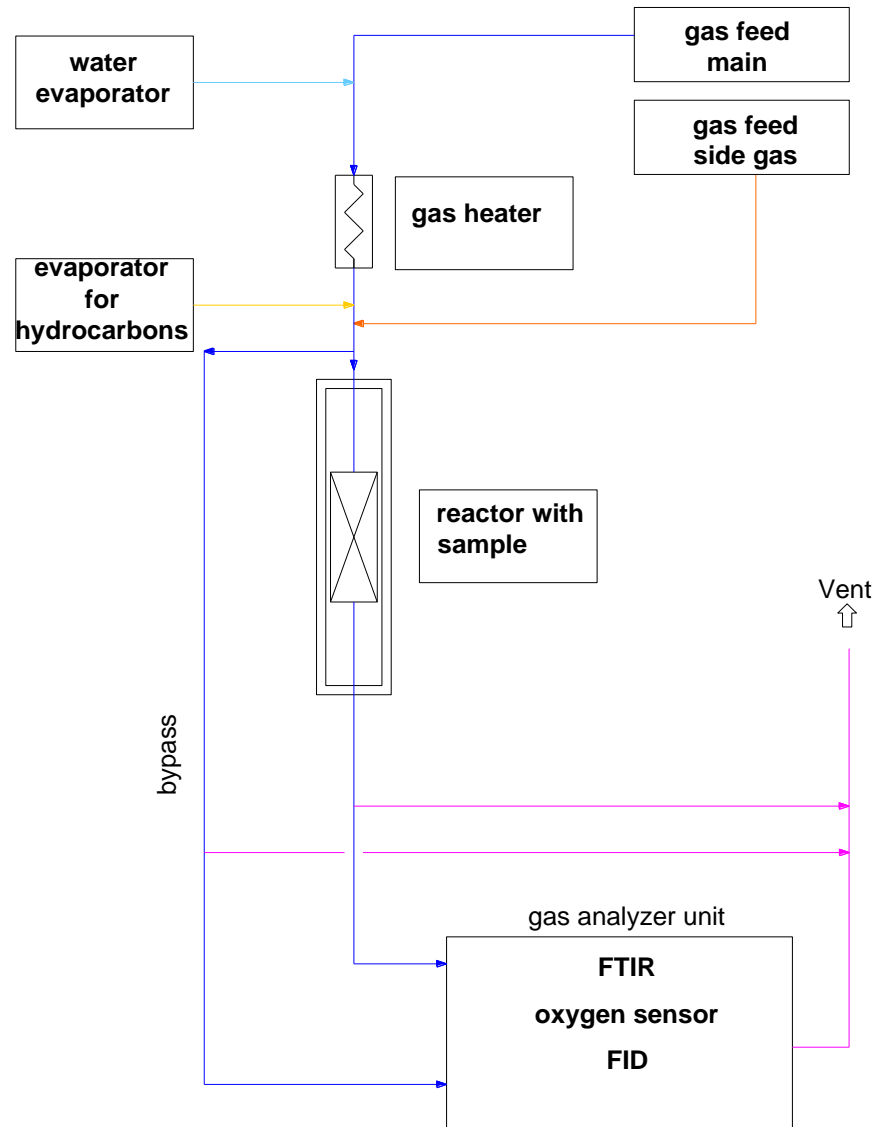 gas feed
main
water
evaporator
gas feed
side gas
gas heater
evaporator
for
hydrocarbons
reactor with
sample
Vent
bypass
gas analyzer unit
FTIR
oxygen sensor
FID